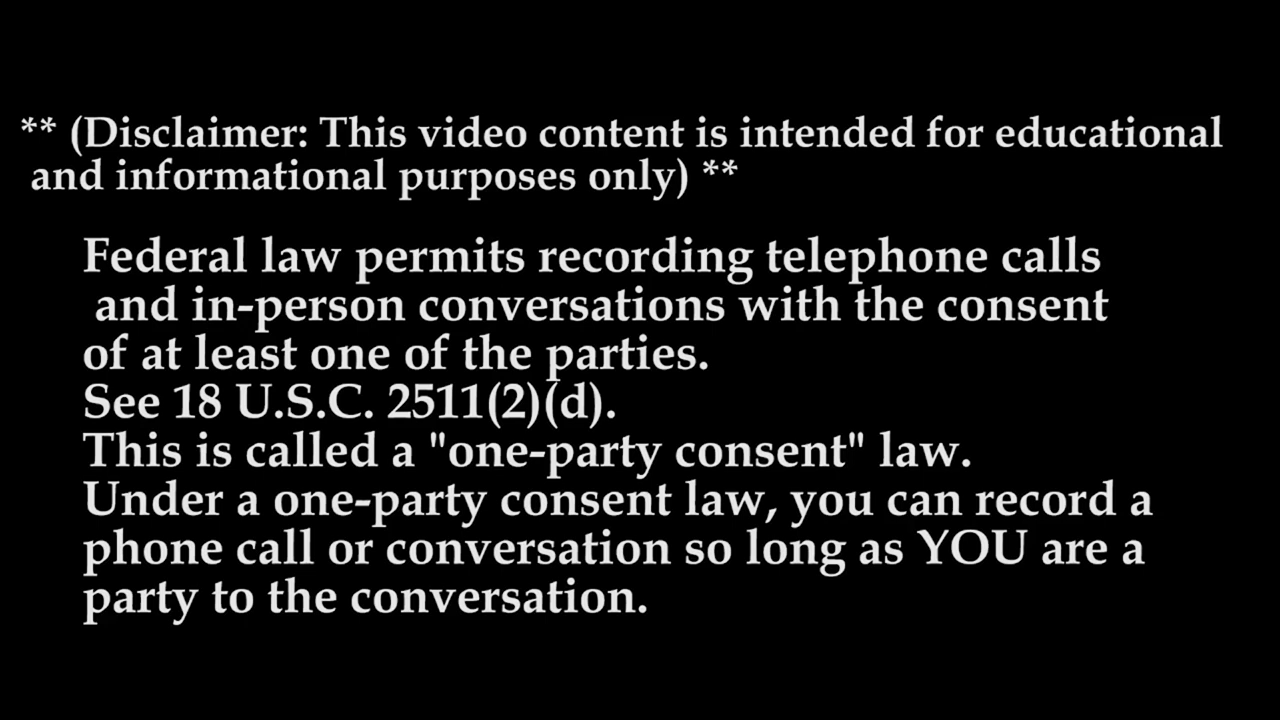 ** (Disclaimer: This video content is intended for educational
and informational purposes only) **
Federal law permits recording telephone calls
and in-person conversations with the consent
of at least one of the parties.
See 18 U.S.C. 2511(2)(d).
This is called a "one-party consent" law.
Under a one-party consent law, you can record a
phone call or conversation so long as YOU are a
party to the conversation.